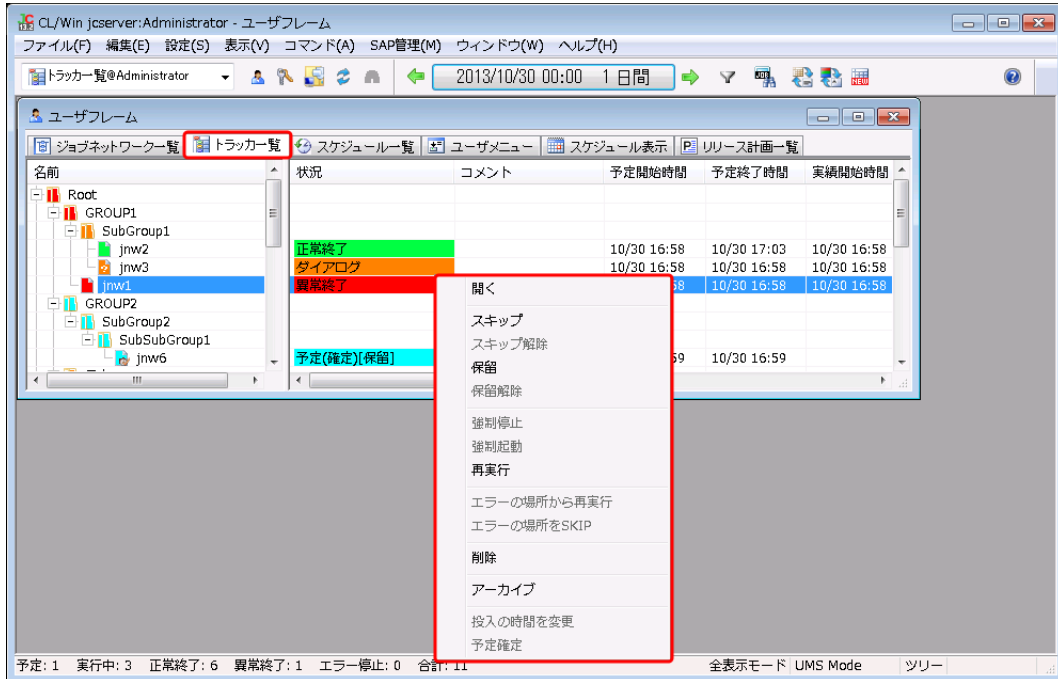 CL/Win jcserver:Administrator - ユーザフレーム
ファイル(F) 編集(E) 設定(S) 表示(V) コマンド(A) SAP管理(M) ウィンドウ(W) ヘルプ(H)
トラッカ一覧@Administrator 2013/10/30 00:00 1 日間
ユーザフレーム
ジョブネットワーク一覧 トラッカ一覧 スケジュール一覧 ユーザメニュー スケジュール表示 リリース計画一覧
名前 状況 コメント 予定開始時間 予定終了時間 実績開始時間
Root
GROUP1
SubGroup1
jnw2 正常終了 10/30 16:58 10/30 17:03 10/30 16:58
jnw3 ダイアログ 10/30 16:58 10/30 16:58 10/30 16:58
jnw1 異常終了 58 10/30 16:58 10/30 16:58
GROUP2
SubGroup2
SubSubGroup1
jnw6 予定(確定)[保留] 59 10/30 16:59
開く
スキップ
スキップ解除
保留
保留解除
強制停止
強制起動
再実行
エラーの場所から再実行
エラーの場所をSKIP
削除
アーカイブ
投入の時間を変更
予定確定
予定: 1 実行中: 3 正常終了: 6 異常終了: 1 エラー停止: 0 合計: 11 全表示モード UMS Mode ツリー